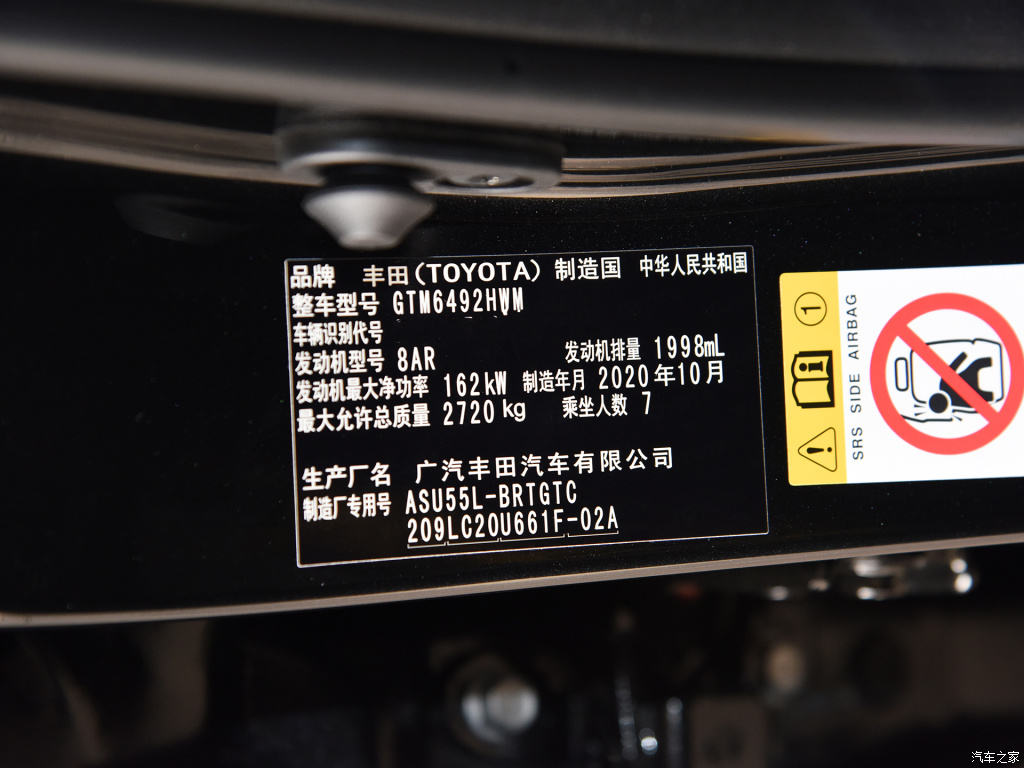 品牌 丰田(TOYOTA) 制造国 中华人民共和国
整车型号 GTM6492HWM
车辆识别代号
发动机型号 8AR 发动机排量 1998mL
发动机最大净功率 162kW 制造年月 2020年10月
最大允许总质量 2720kg 乘坐人数 7
生产厂名 广汽丰田汽车有限公司
制造厂专用号 ASU55L-BRTGTC
209LC20U661F-02A
1
SRS SIDE AIRBAG
汽车之家